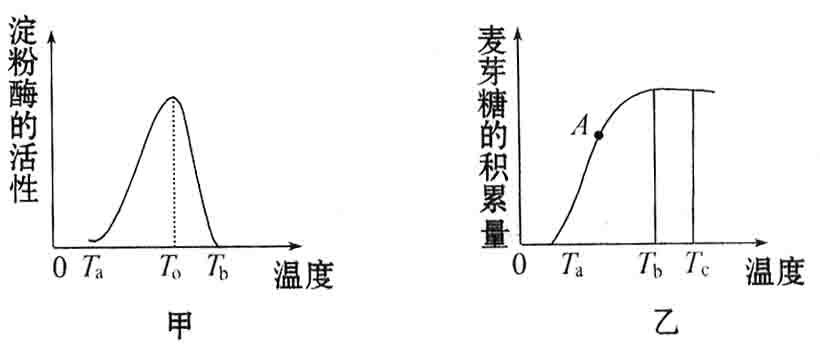 淀粉酶的活性
0 Ta To Tb 温度
甲
麦芽糖的积累量
A
0 Ta Tb Tc 温度
乙